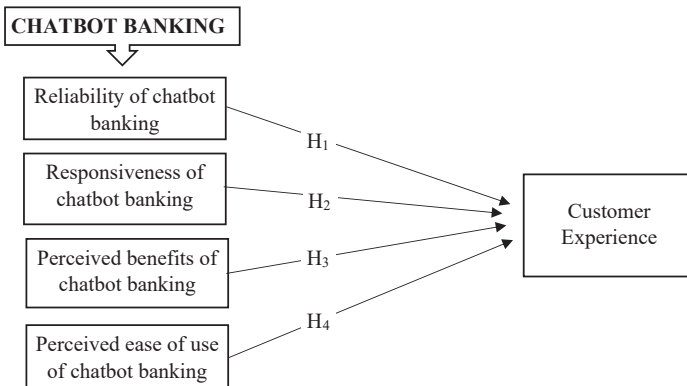 CHATBOT BANKING
Reliability of chatbot
banking
H₁
Responsiveness of
chatbot banking
H₂
Customer
Experience
Perceived benefits of
chatbot banking
H₃
H₄
Perceived ease of use
of chatbot banking